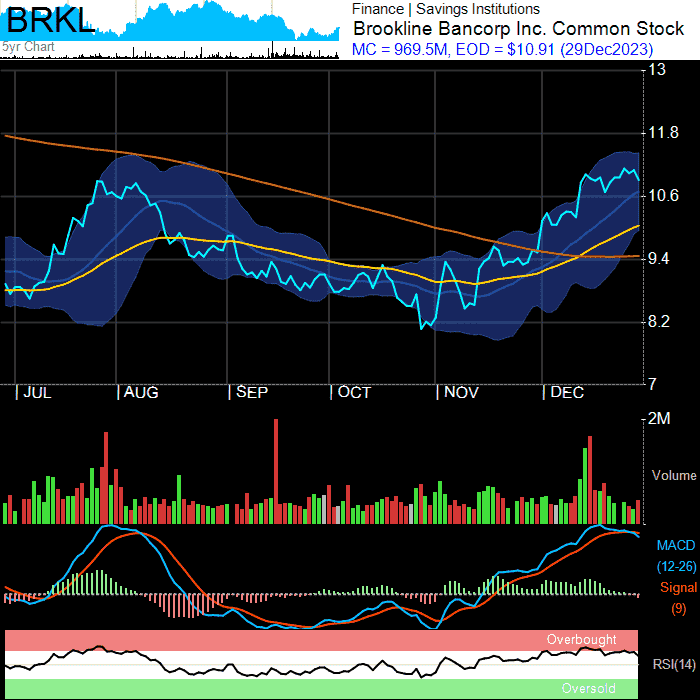 BRKL
5yr Chart
Finance | Savings Institutions
Brookline Bancorp Inc. Common Stock
MC = 969.5M, EOD = $10.91 (29Dec2023)
13
11.8
10.6
9.4
8.2
7
| JUL | AUG | SEP | OCT | NOV | DEC
2M
Volume
MACD
(12-26)
Signal
(9)
Overbought
RSI(14)
Oversold